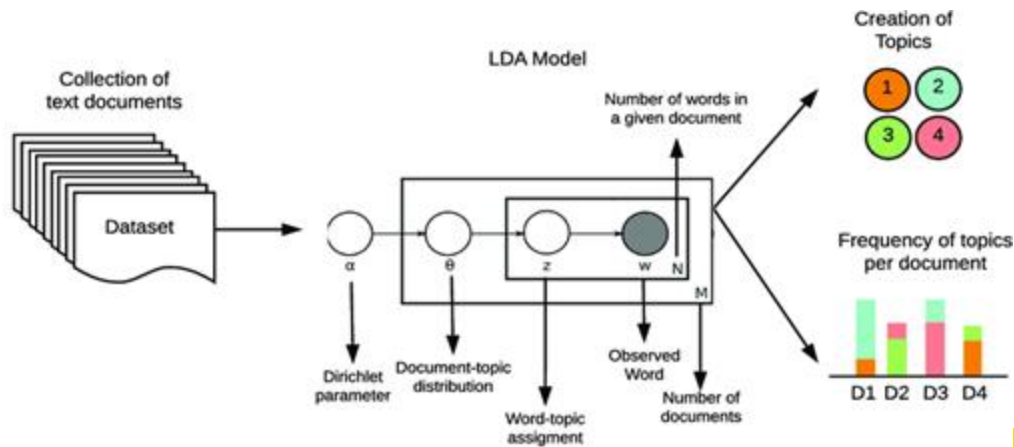 Collection of
text documents
Dataset
LDA Model
Number of words in
a given document
α
θ
z
w
N
M
Dirichlet
parameter
Document-topic
distribution
Word-topic
assigment
Observed
Word
Number of
documents
Creation of
Topics
1
2
3
4
Frequency of topics
per document
D1 D2 D3 D4